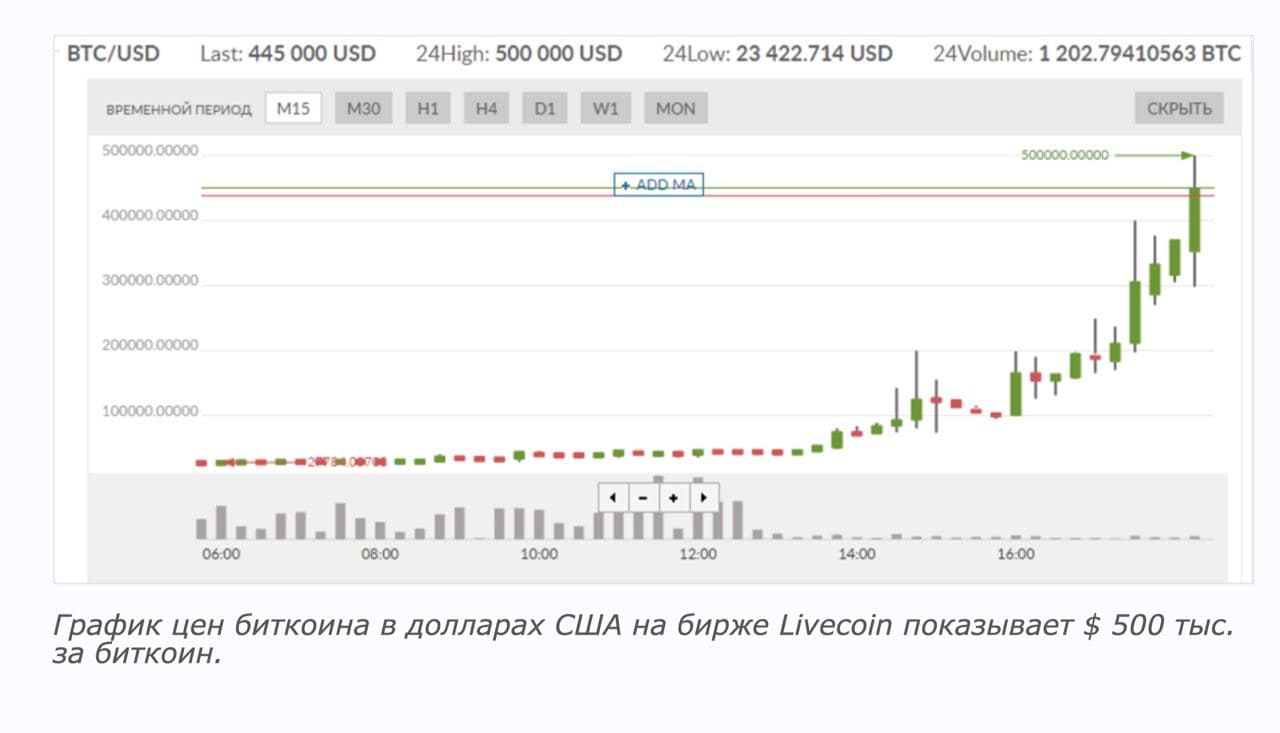 BTC/USD Last: 445 000 USD 24High: 500 000 USD 24Low: 23 422.714 USD 24Volume: 1 202.79410563 BTC
ВРЕМЕННОЙ ПЕРИОД M15 M30 H1 H4 D1 W1 MON СКРЫТЬ
500000.00000
500000.00000
+ ADD MA
400000.00000
300000.00000
200000.00000
100000.00000
06:00 08:00 10:00 12:00 14:00 16:00
График цен биткоина в долларах США на бирже Livecoin показывает $ 500 тыс.
за биткоин.